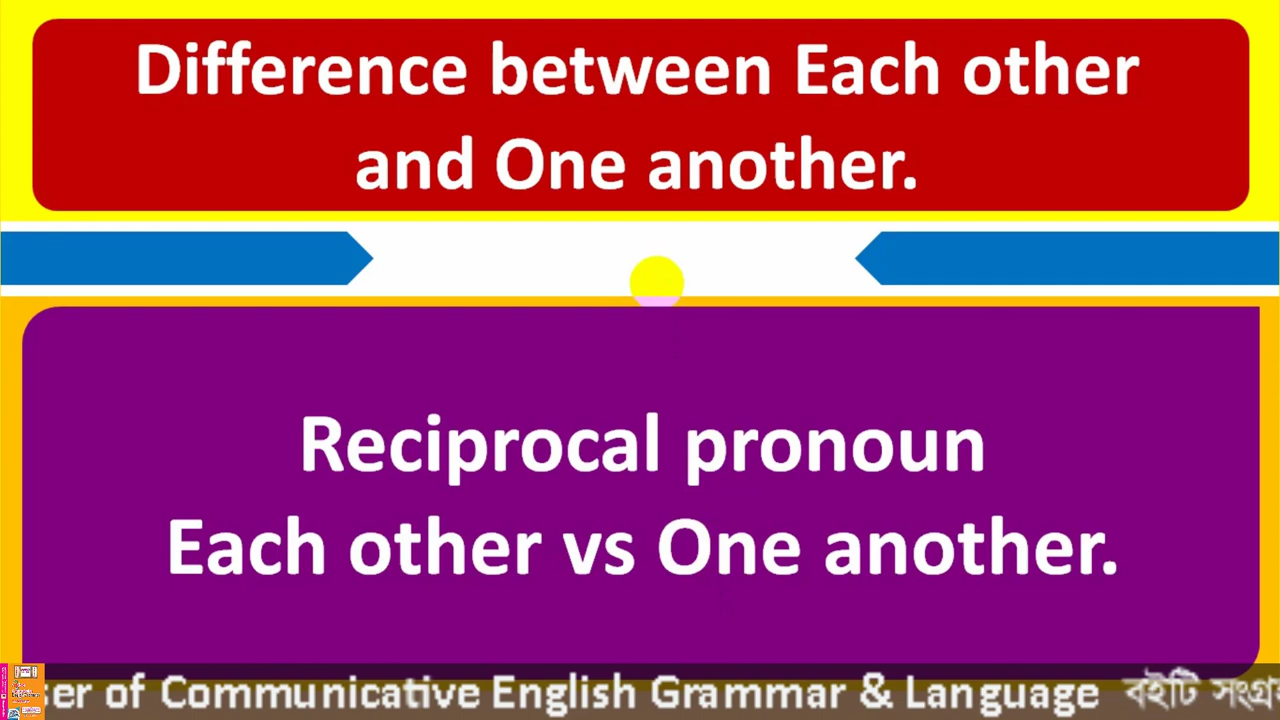 Difference between Each other
and One another.
Reciprocal pronoun
Each other vs One another.
of Communicative English Grammar & Language বইটি